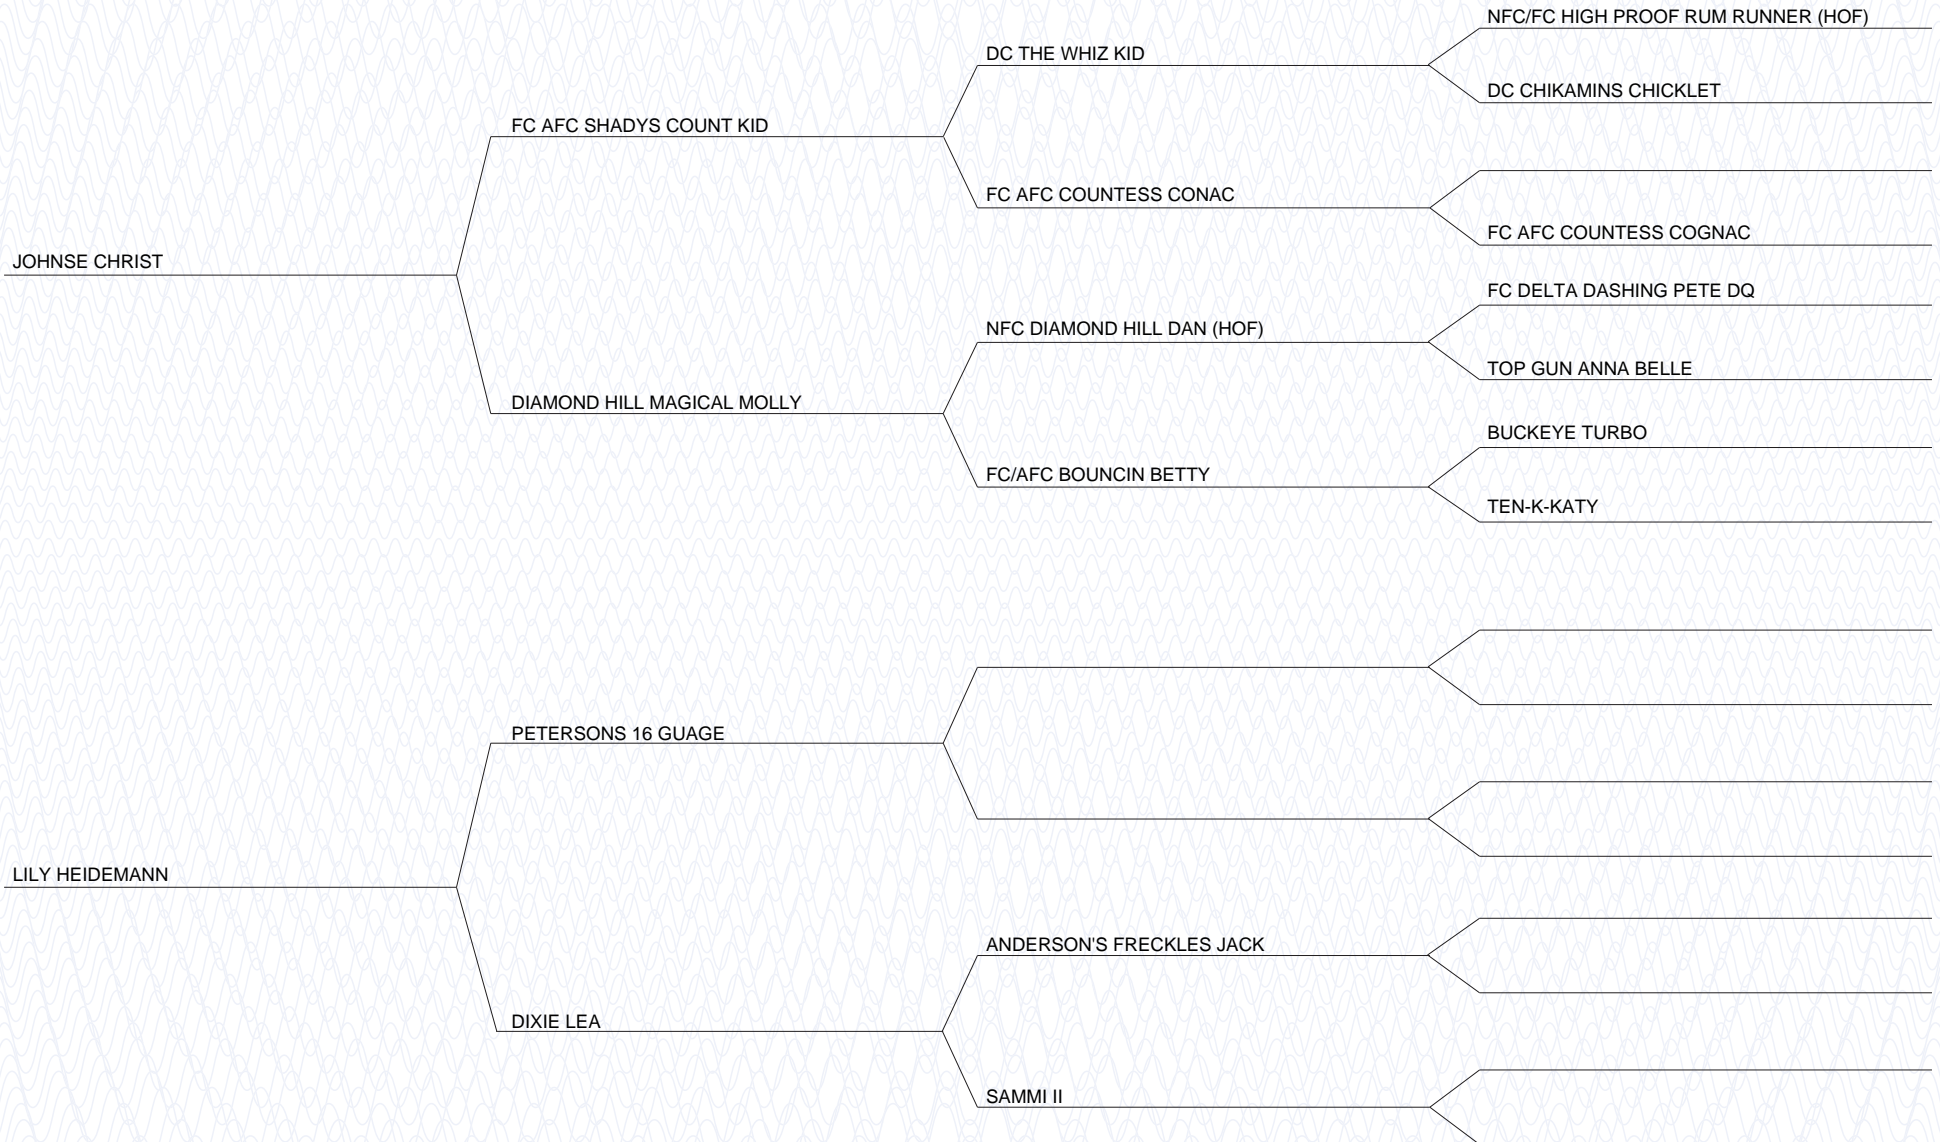 NFC/FC HIGH PROOF RUM RUNNER (HOF)
DC THE WHIZ KID
DC CHIKAMINS CHICKLET
FC AFC SHADYS COUNT KID
FC AFC COUNTESS CONAC
FC AFC COUNTESS COGNAC
JOHNSE CHRIST
FC DELTA DASHING PETE DQ
NFC DIAMOND HILL DAN (HOF)
TOP GUN ANNA BELLE
DIAMOND HILL MAGICAL MOLLY
BUCKEYE TURBO
FC/AFC BOUNCIN BETTY
TEN-K-KATY
PETERSONS 16 GUAGE
LILY HEIDEMANN
ANDERSON'S FRECKLES JACK
DIXIE LEA
SAMMI II